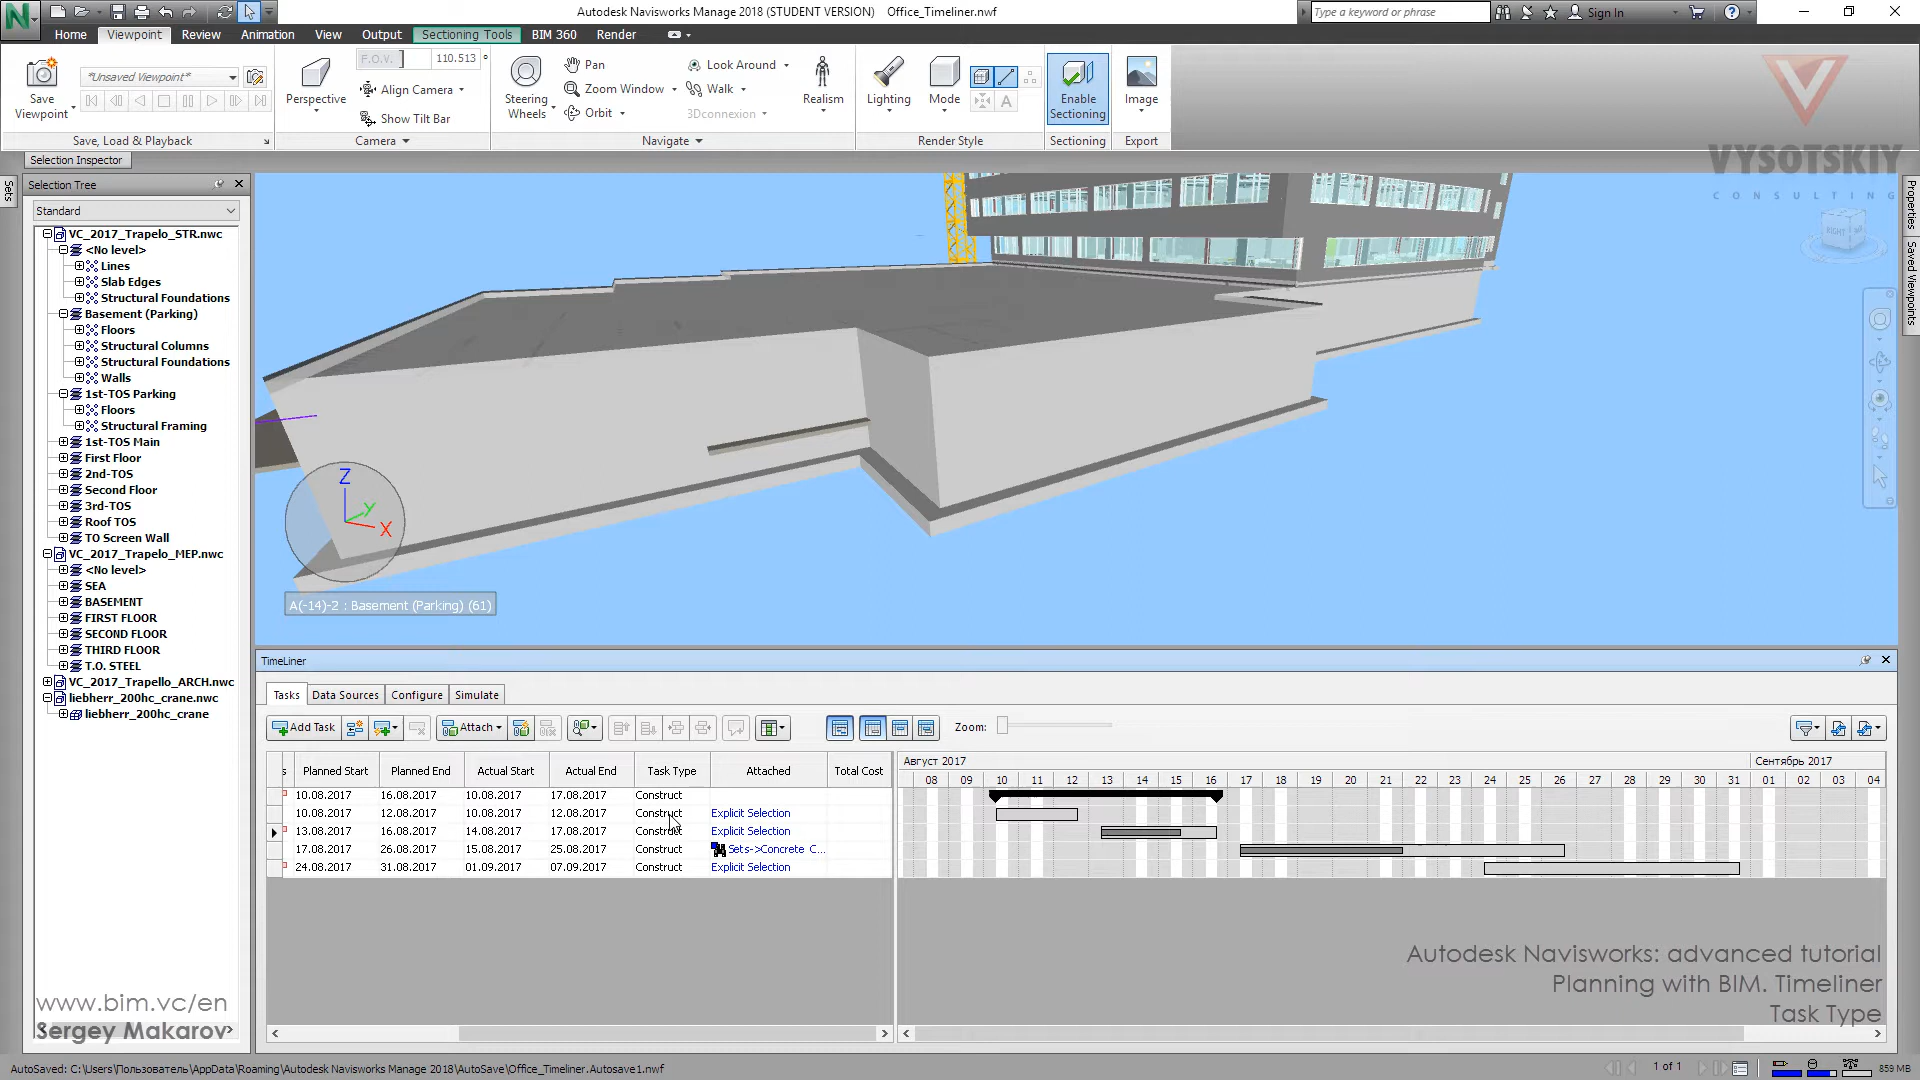 Autodesk Navisworks Manage 2018 (STUDENT VERSION) Office_Timeliner.nwf
Type a keyword or phrase
Sign In
Home Viewpoint Review Animation View Output Sectioning Tools BIM 360 Render
*Unsaved Viewpoint*
F.O.V. 110.513 °
Pan
Look Around
Align Camera
Zoom Window
Walk
Save Viewpoint
Perspective
Show Tilt Bar
Steering Wheels
Orbit
3Dconnexion
Realism
Lighting
Mode
Enable Sectioning
Image
Save, Load & Playback
Camera
Navigate
Render Style
Sectioning
Export
VYSOTSKIY
CONSULTING
Selection Inspector
Sets
Selection Tree
Standard
VC_2017_Trapelo_STR.nwc
<No level>
Lines
Slab Edges
Structural Foundations
Basement (Parking)
Floors
Structural Columns
Structural Foundations
Walls
1st-TOS Parking
Floors
Structural Framing
1st-TOS Main
First Floor
2nd-TOS
Second Floor
3rd-TOS
Roof TOS
TO Screen Wall
VC_2017_Trapelo_MEP.nwc
<No level>
SEA
BASEMENT
FIRST FLOOR
SECOND FLOOR
THIRD FLOOR
T.O. STEEL
VC_2017_Trapello_ARCH.nwc
liebherr_200hc_crane.nwc
liebherr_200hc_crane
www.bim.vc/en
Sergey Makarov
Properties
Saved Viewpoints
RIGHT
Z
Y
X
A(-14)-2 : Basement (Parking) (61)
TimeLiner
Tasks Data Sources Configure Simulate
Add Task
Attach
Zoom:
s Planned Start Planned End Actual Start Actual End Task Type Attached Total Cost
10.08.2017 16.08.2017 10.08.2017 17.08.2017 Construct
10.08.2017 12.08.2017 10.08.2017 12.08.2017 Construct Explicit Selection
13.08.2017 16.08.2017 14.08.2017 17.08.2017 Construct Explicit Selection
17.08.2017 26.08.2017 15.08.2017 25.08.2017 Construct Sets->Concrete C...
24.08.2017 31.08.2017 01.09.2017 07.09.2017 Construct Explicit Selection
Август 2017 Сентябрь 2017
08 09 10 11 12 13 14 15 16 17 18 19 20 21 22 23 24 25 26 27 28 29 30 31 01 02 03 04
Autodesk Navisworks: advanced tutorial
Planning with BIM. Timeliner
Task Type
AutoSaved: C:\Users\Пользователь\AppData\Roaming\Autodesk Navisworks Manage 2018\AutoSave\Office_Timeliner.Autosave1.nwf
1 of 1
859 MB